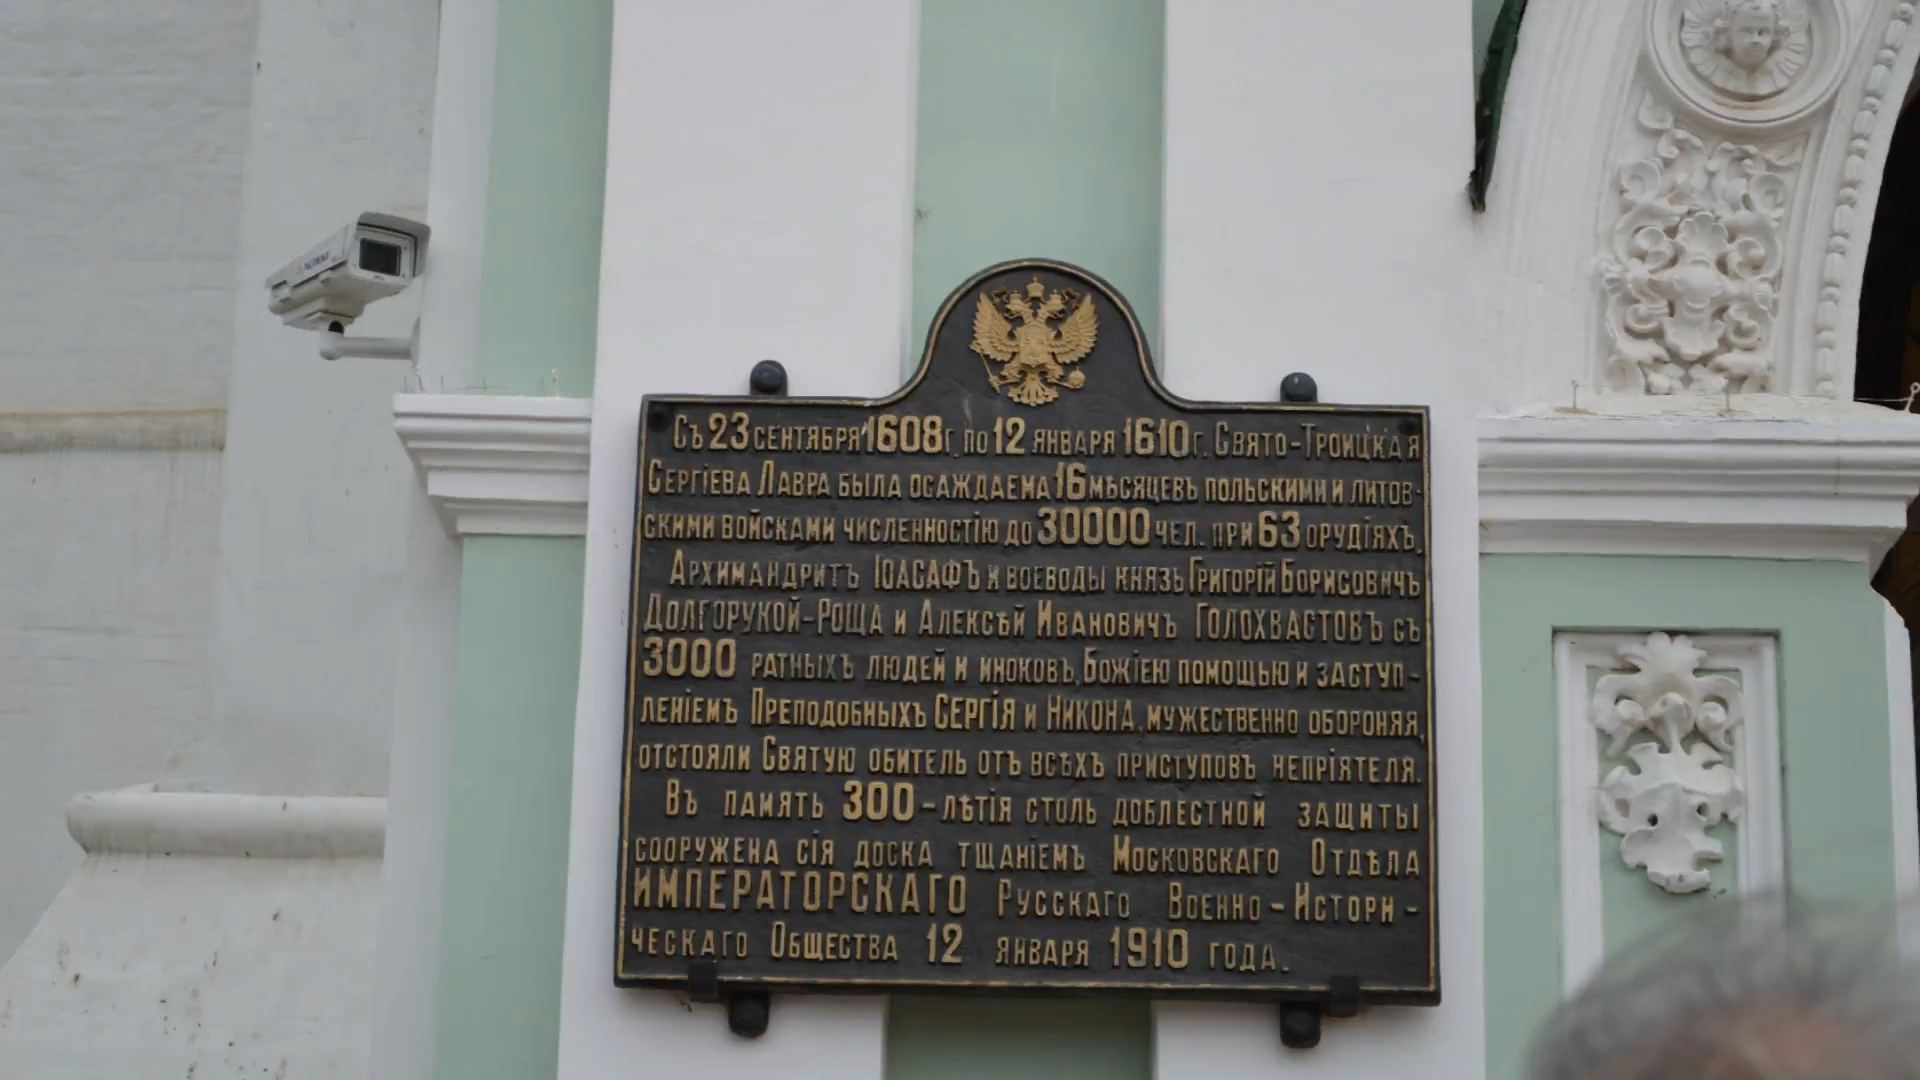 Съ 23 сентября 1608 г. по 12 января 1610 г. Свято-Троицкая
Сергіева Лавра была осаждаема 16 мѣсяцевъ польскими и литов-
скими войсками численностію до 30000 чел. при 63 орудіяхъ.
Архимандритъ Іоасафъ и воеводы князь Григорій Борисовичъ
Долгорукой-Роща и Алексѣй Ивановичъ Голохвастовъ съ
3000 ратныхъ людей и иноковъ, Божіею помощью и заступ-
леніемъ Преподобныхъ Сергія и Никона, мужественно обороняя,
отстояли Святую обитель отъ всѣхъ приступовъ непріятеля.
Въ память 300-лѣтія столь доблестной защиты
сооружена сія доска тщаніемъ Московскаго Отдѣла
ИМПЕРАТОРСКАГО Русскаго Военно-Истори-
ческаго Общества 12 января 1910 года.